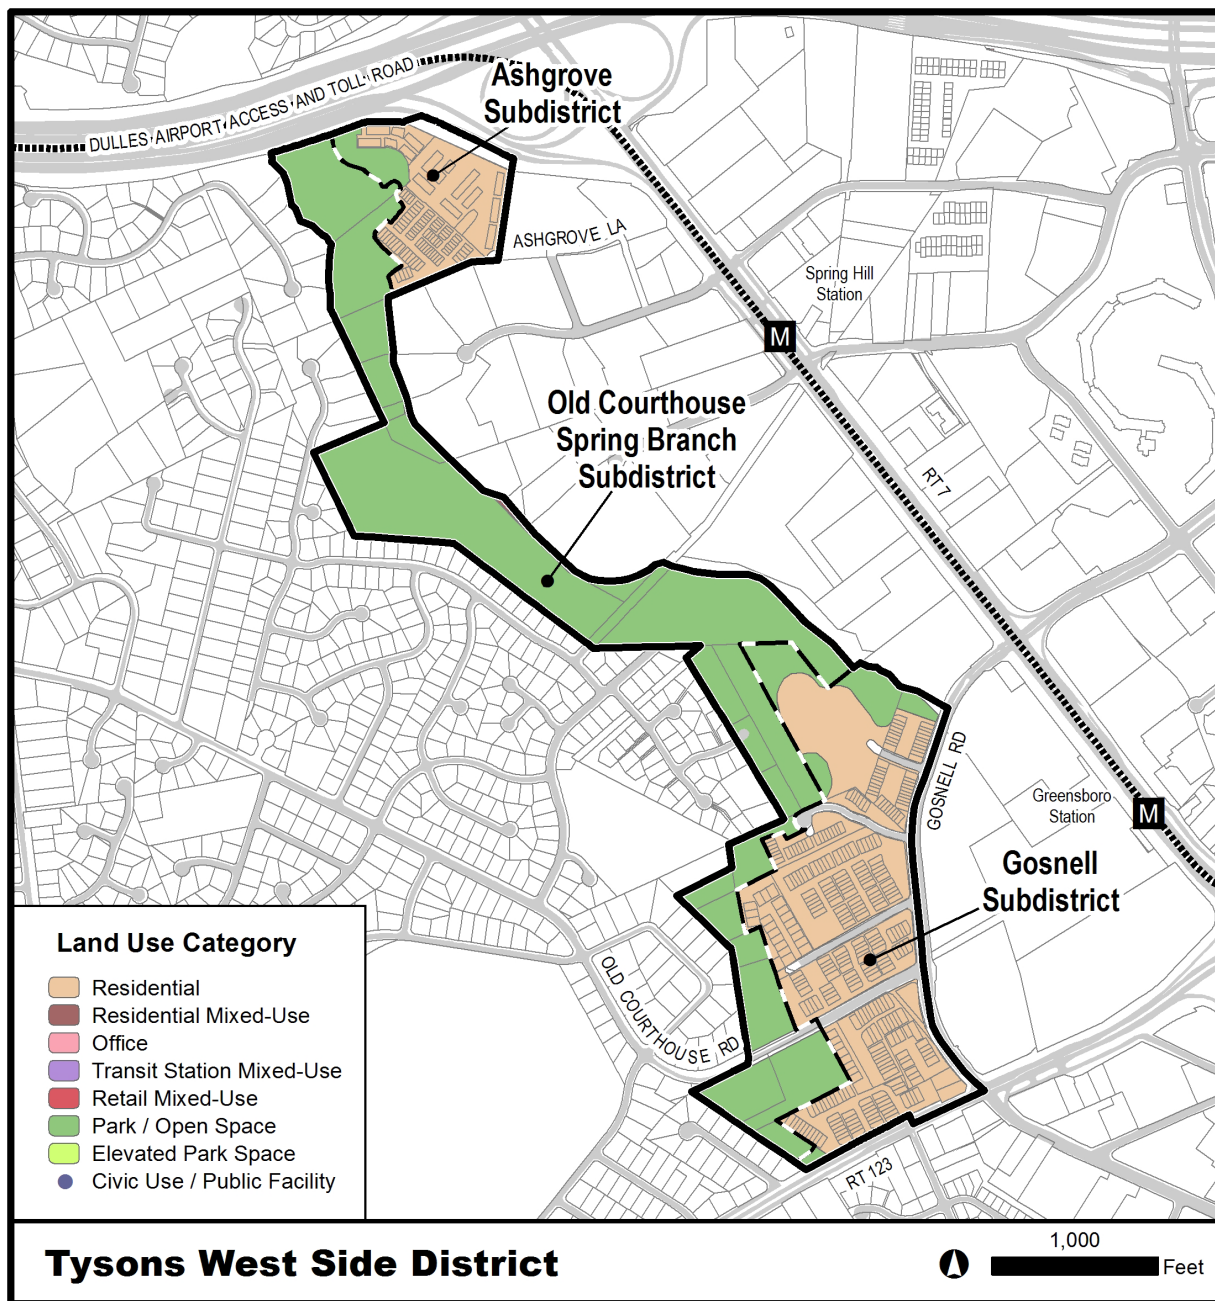 DULLES AIRPORT ACCESS AND TOLL ROAD
Ashgrove
Subdistrict
ASHGROVE LA
Spring Hill
Station
M
Old Courthouse
Spring Branch
Subdistrict
RT 7
GOSNELL RD
Greensboro
Station
M
Gosnell
Subdistrict
OLD COURTHOUSE RD
RT 123
Land Use Category
Residential
Residential Mixed-Use
Office
Transit Station Mixed-Use
Retail Mixed-Use
Park / Open Space
Elevated Park Space
Civic Use / Public Facility
Tysons West Side District
1,000
Feet